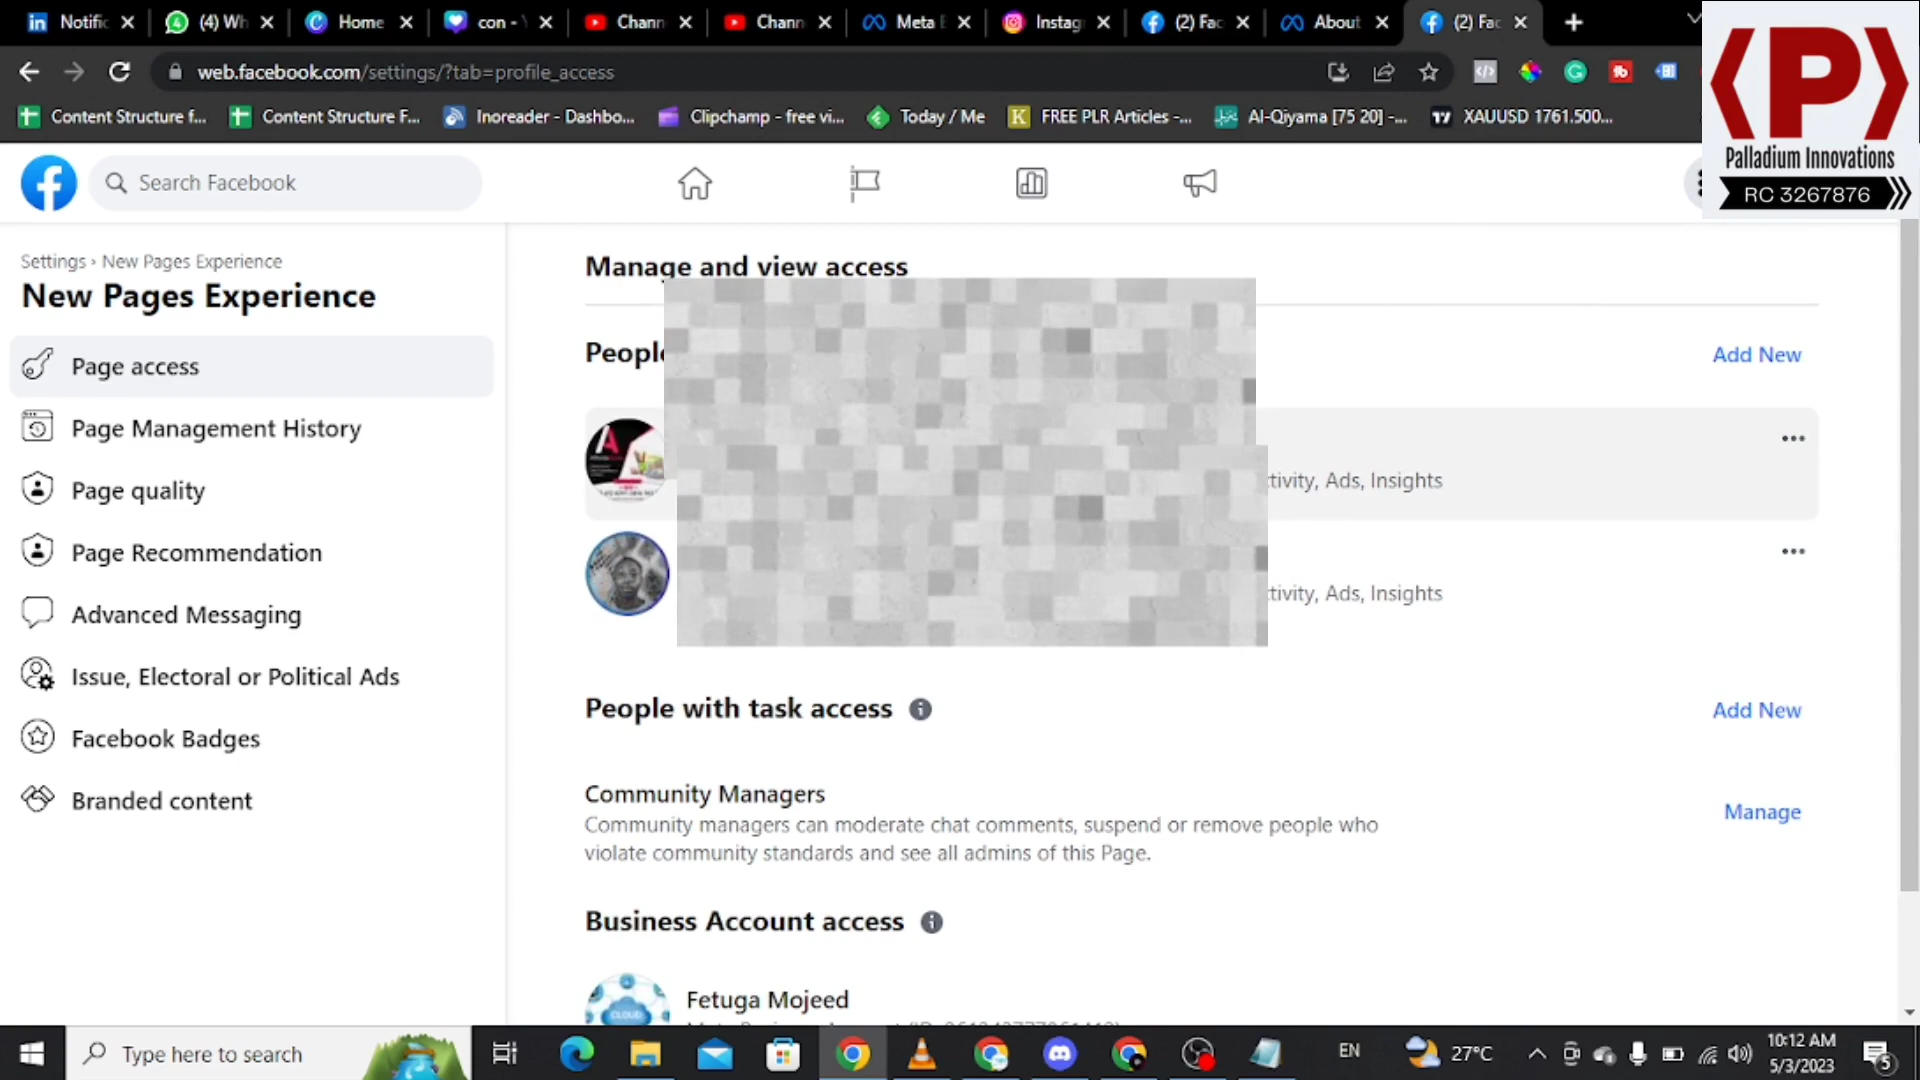 Notific
(4) Wh
Home
con -
Chann
Chann
Meta
Instag
(2) Fac
About
(2) Fac
web.facebook.com/settings/?tab=profile_access
Content Structure f...
Content Structure F...
Inoreader - Dashbo...
Clipchamp - free vi...
Today / Me
FREE PLR Articles -...
Al-Qiyama [75 20] -...
XAUUSD 1761.500...
P
Palladium Innovations
RC 3267876
Search Facebook
Settings › New Pages Experience
New Pages Experience
Page access
Page Management History
Page quality
Page Recommendation
Advanced Messaging
Issue, Electoral or Political Ads
Facebook Badges
Branded content
Manage and view access
People
Add New
tivity, Ads, Insights
tivity, Ads, Insights
People with task access
Add New
Community Managers
Community managers can moderate chat comments, suspend or remove people who
violate community standards and see all admins of this Page.
Manage
Business Account access
CLOUD
Fetuga Mojeed
Type here to search
EN
27°C
10:12 AM
5/3/2023
5